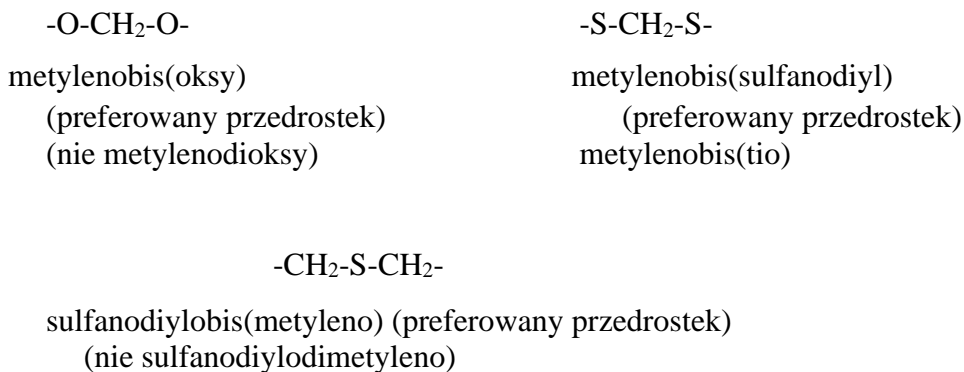 -O-CH₂-O- -S-CH₂-S-
metylenobis(oksy) metylenobis(sulfanodiyl)
(preferowany przedrostek) (preferowany przedrostek)
(nie metylenodioksy) metylenobis(tio)
-CH₂-S-CH₂-
sulfanodiylobis(metyleno) (preferowany przedrostek)
(nie sulfanodiylodimetyleno)